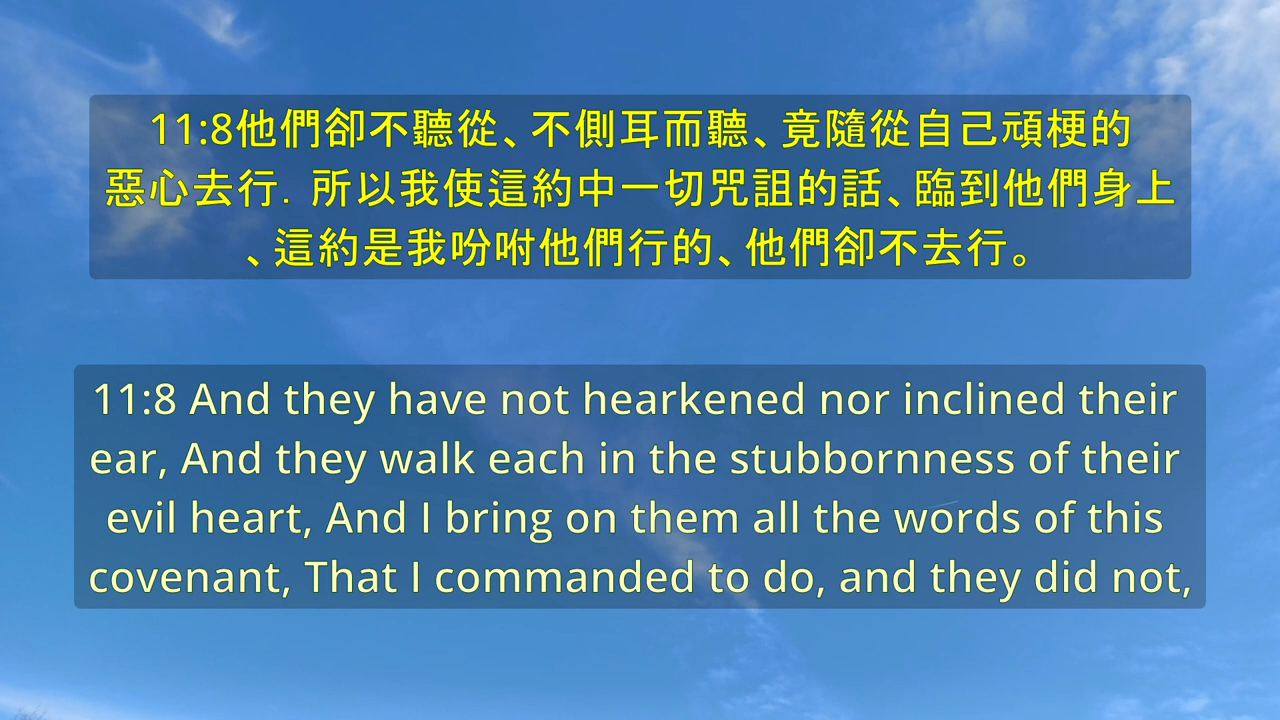 11:8他們卻不聽從、不側耳而聽、竟隨從自己頑梗的
惡心去行．所以我使這約中一切咒詛的話、臨到他們身上
、這約是我吩咐他們行的、他們卻不去行。
11:8 And they have not hearkened nor inclined their
ear, And they walk each in the stubbornness of their
evil heart, And I bring on them all the words of this
covenant, That I commanded to do, and they did not,